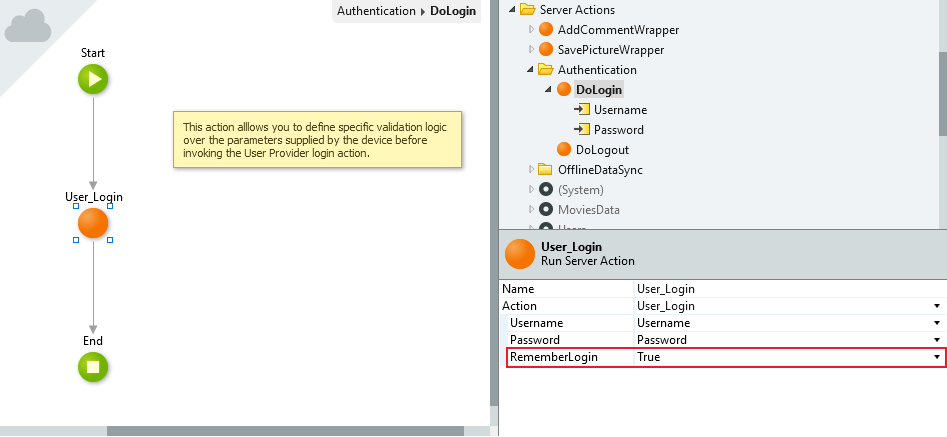 Authentication ▸ DoLogin
Start
This action alllows you to define specific validation logic
over the parameters supplied by the device before
invoking the User Provider login action.
User_Login
End
Server Actions
AddCommentWrapper
SavePictureWrapper
Authentication
DoLogin
Username
Password
DoLogout
OfflineDataSync
(System)
MoviesData
Users
User_Login
Run Server Action
Name User_Login
Action User_Login
Username Username
Password Password
RememberLogin True